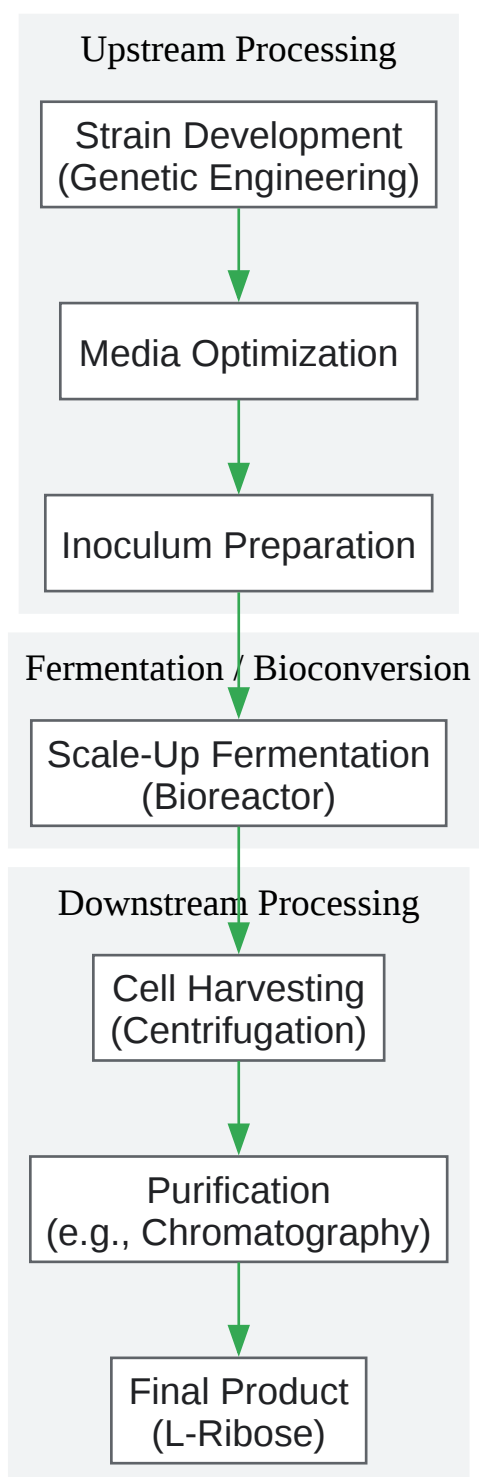 Upstream Processing
Strain Development
(Genetic Engineering)
Media Optimization
Inoculum Preparation
Fermentation / Bioconversion
Scale-Up Fermentation
(Bioreactor)
Downstream Processing
Cell Harvesting
(Centrifugation)
Purification
(e.g., Chromatography)
Final Product
(L-Ribose)